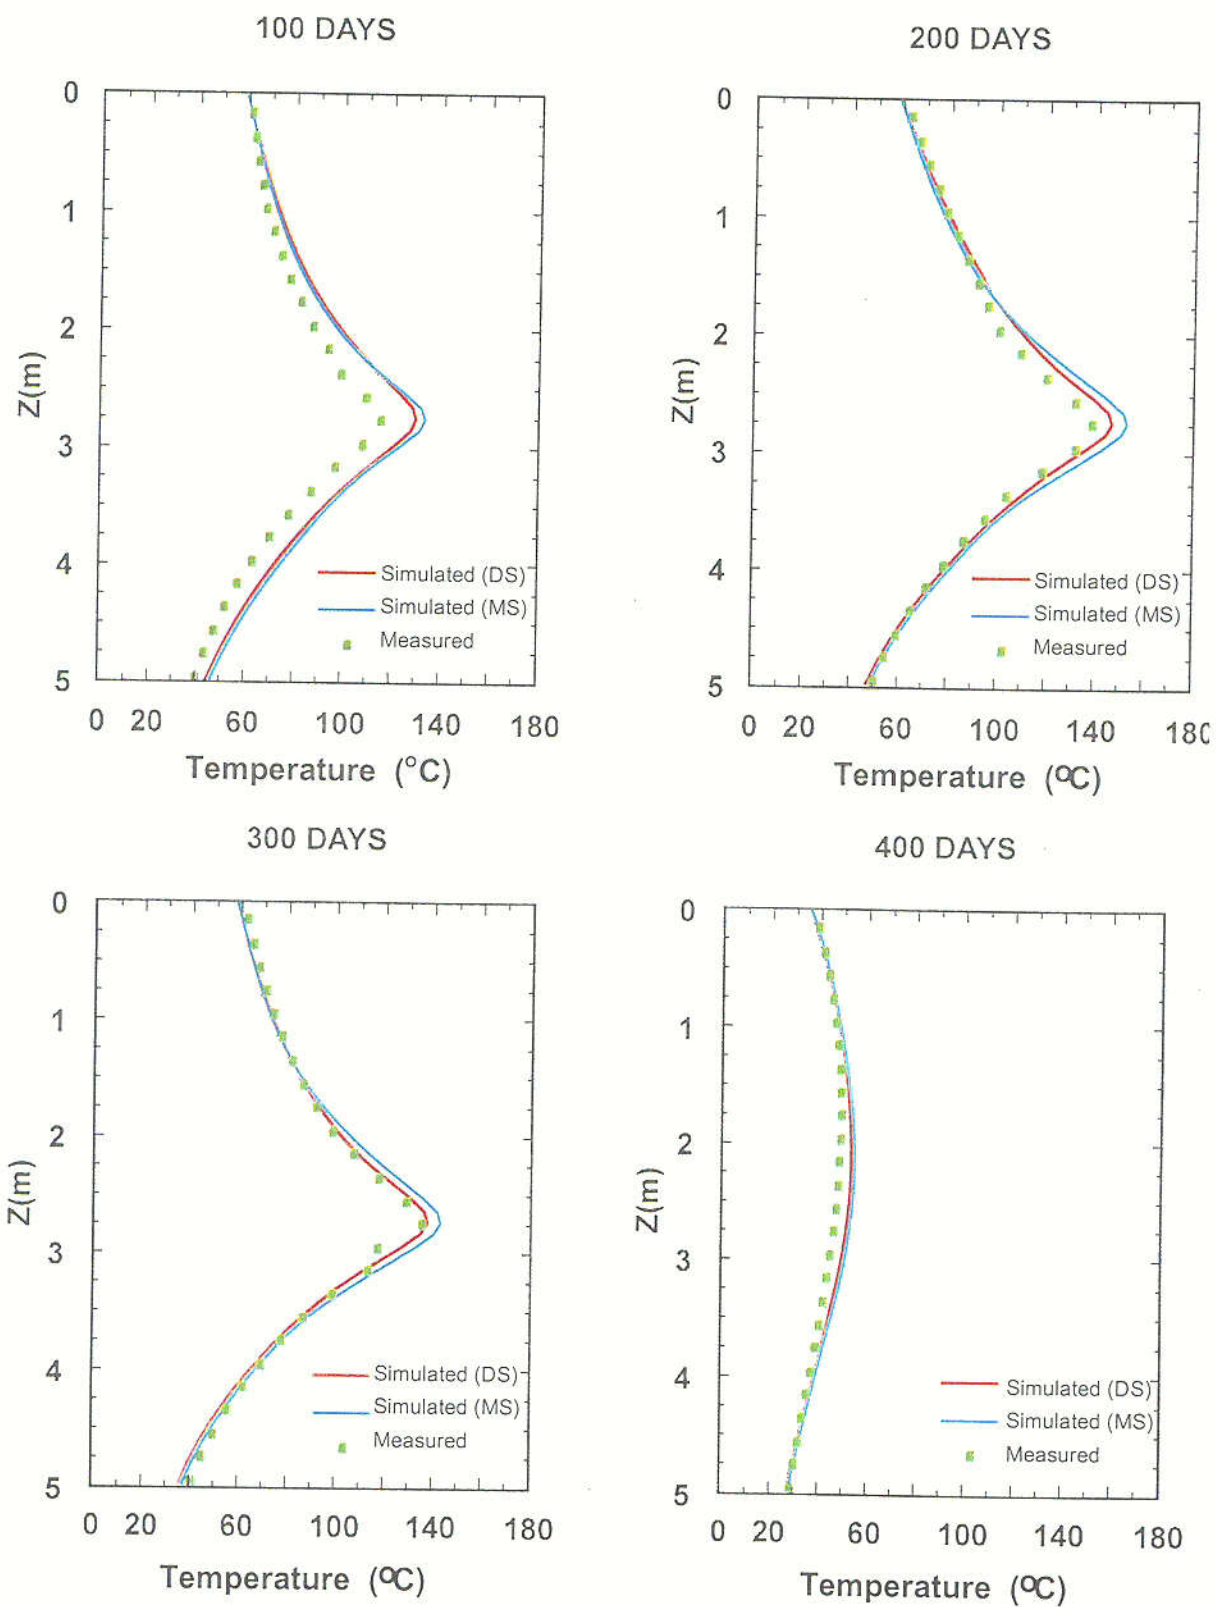 100 DAYS
0
1
2
3
4
5
Z(m)
Simulated (DS)
Simulated (MS)
Measured
0 20 60 100 140 180
Temperature (°C)
200 DAYS
0
1
2
3
4
5
Z(m)
Simulated (DS)
Simulated (MS)
Measured
0 20 60 100 140 180
Temperature (ºC)
300 DAYS
0
1
2
3
4
5
Z(m)
Simulated (DS)
Simulated (MS)
Measured
0 20 60 100 140 180
Temperature (ºC)
400 DAYS
0
1
2
3
4
5
Z(m)
Simulated (DS)
Simulated (MS)
Measured
0 20 60 100 140 180
Temperature (ºC)